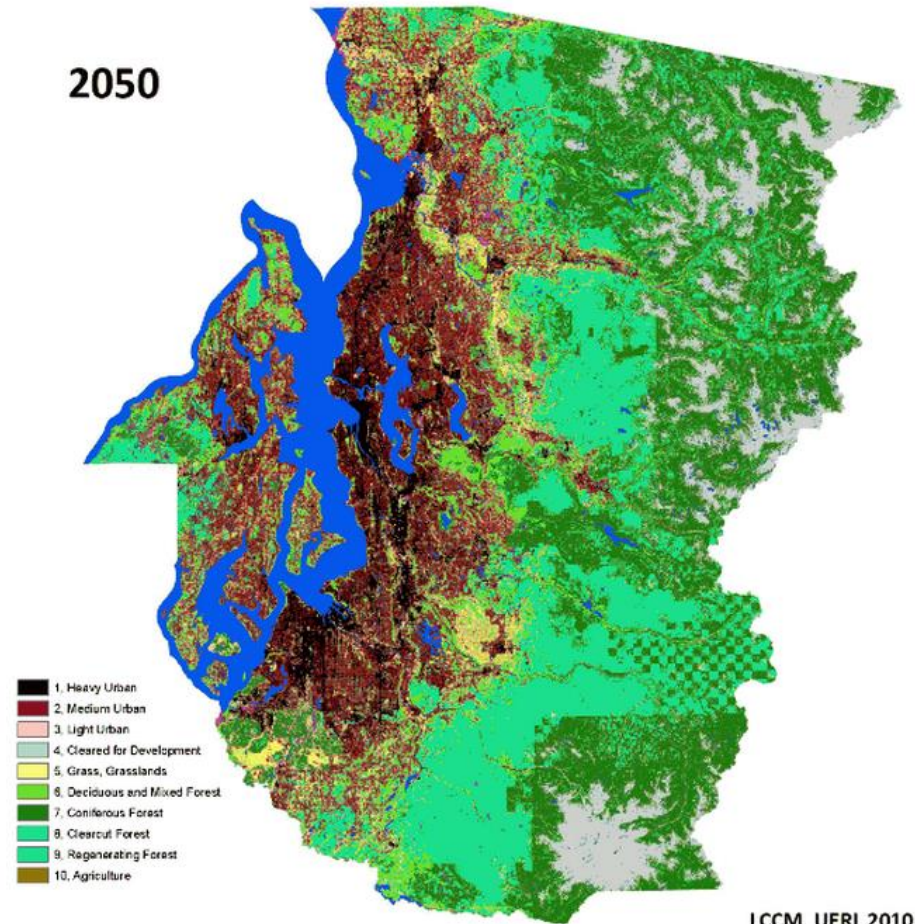 2050
1, Heavy Urban
2, Medium Urban
3, Light Urban
4, Cleared for Development
5, Grass, Grasslands
6, Deciduous and Mixed Forest
7, Coniferous Forest
8, Clearcut Forest
9, Regenerating Forest
10, Agriculture
LCCM, UERL 2010